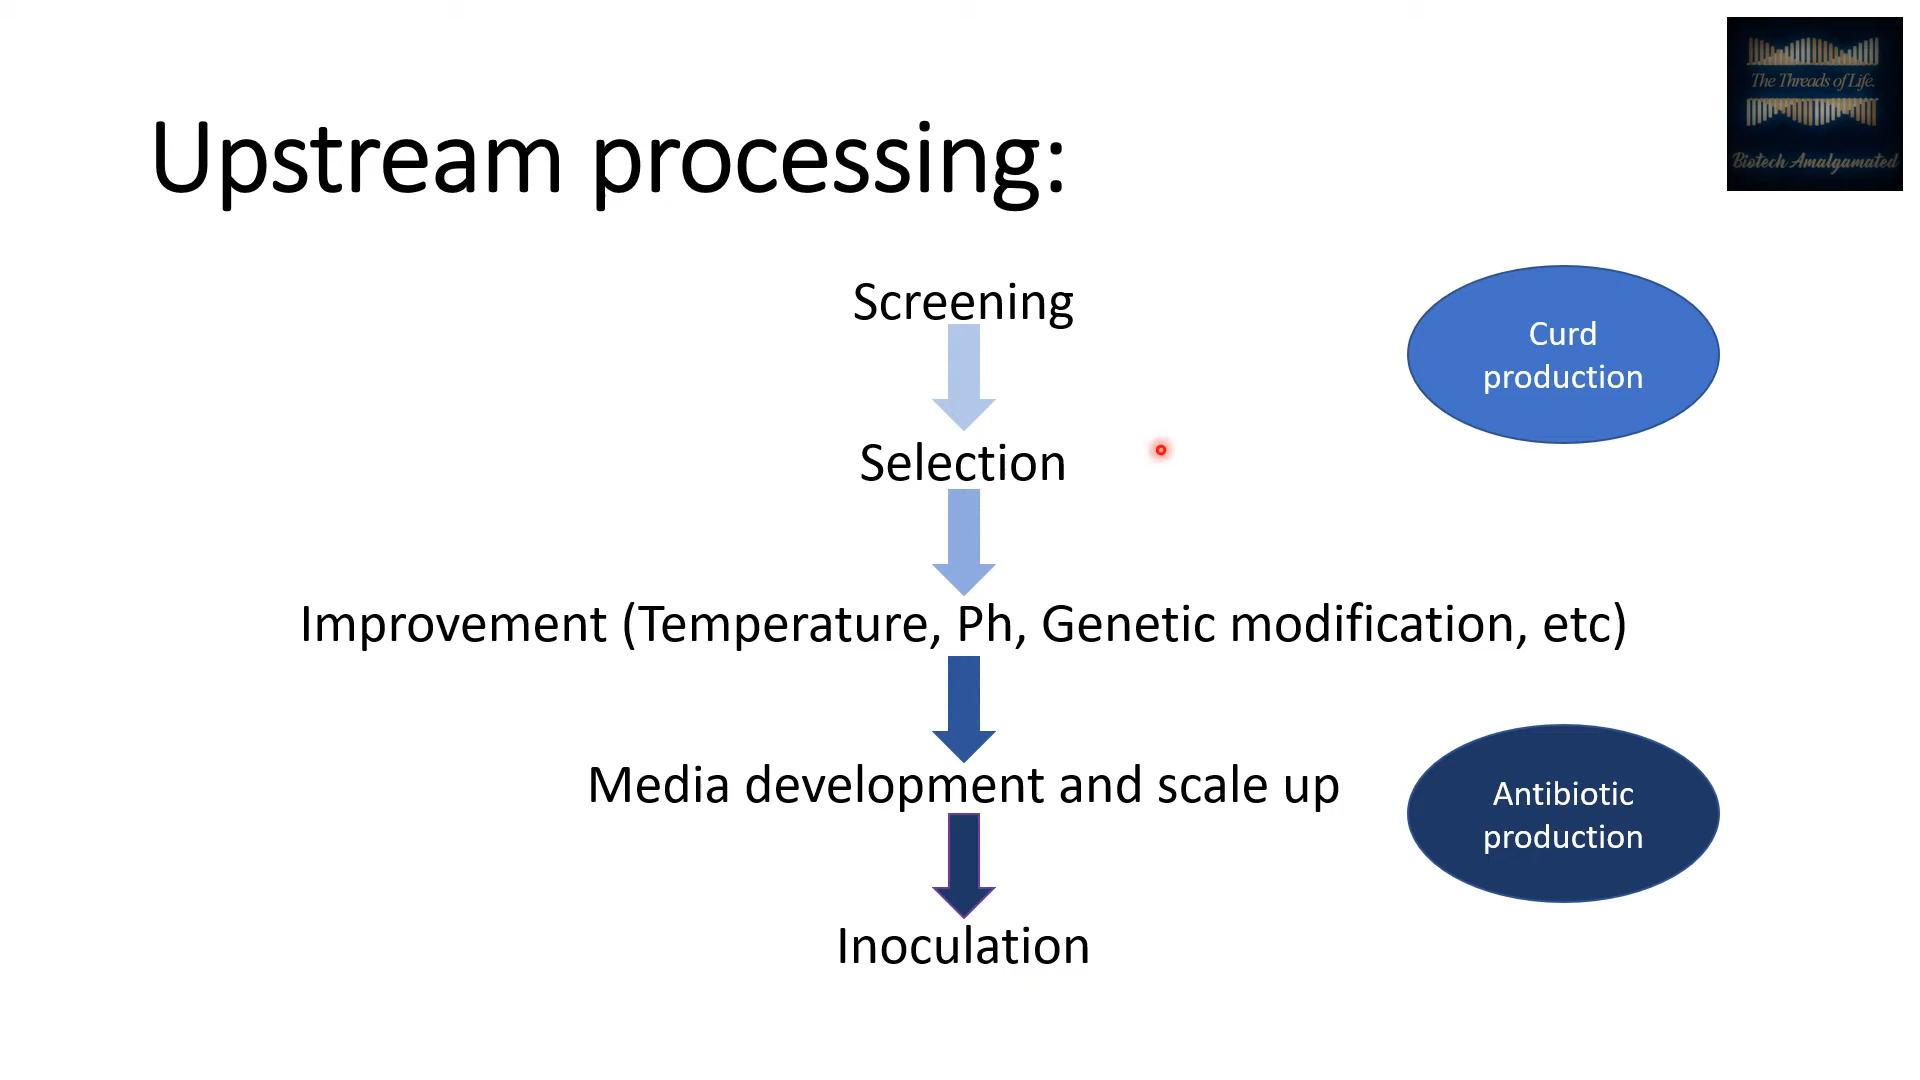 The Threads of Life.
Biotech Amalgamated
Upstream processing:
Screening
Curd
production
Selection
Improvement (Temperature, Ph, Genetic modification, etc)
Media development and scale up
Antibiotic
production
Inoculation